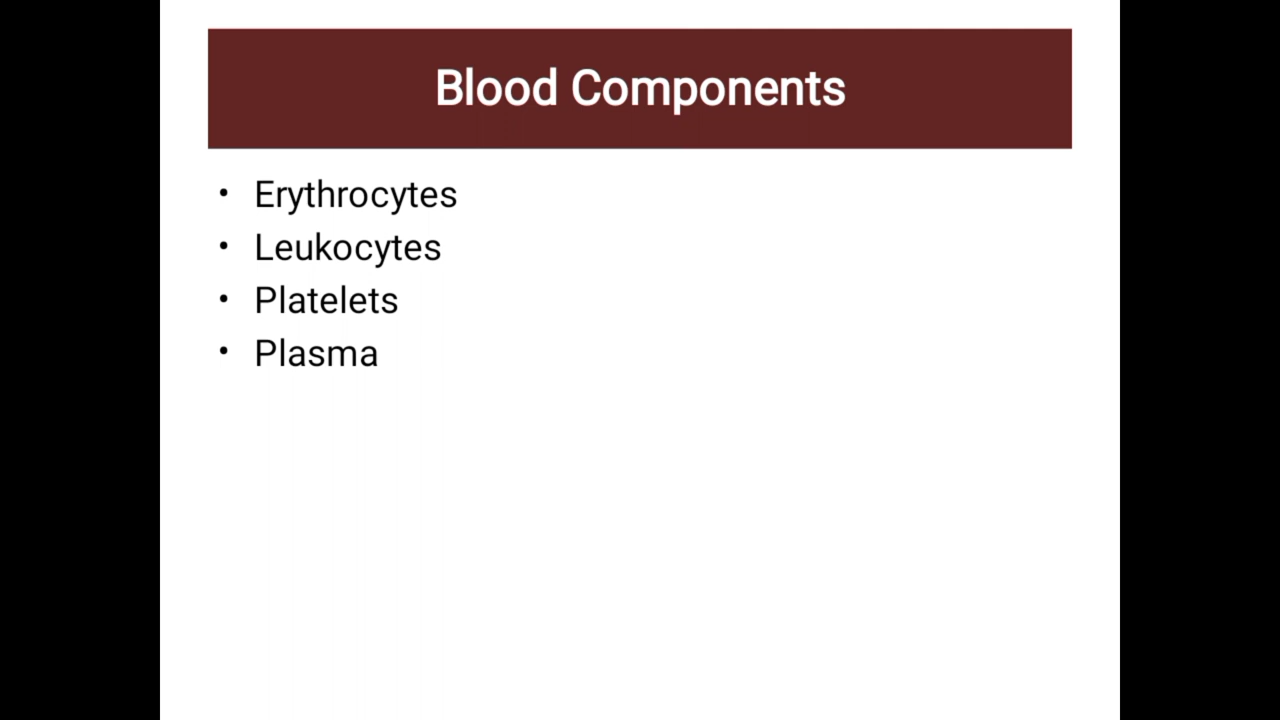 Blood Components
• Erythrocytes
• Leukocytes
• Platelets
• Plasma